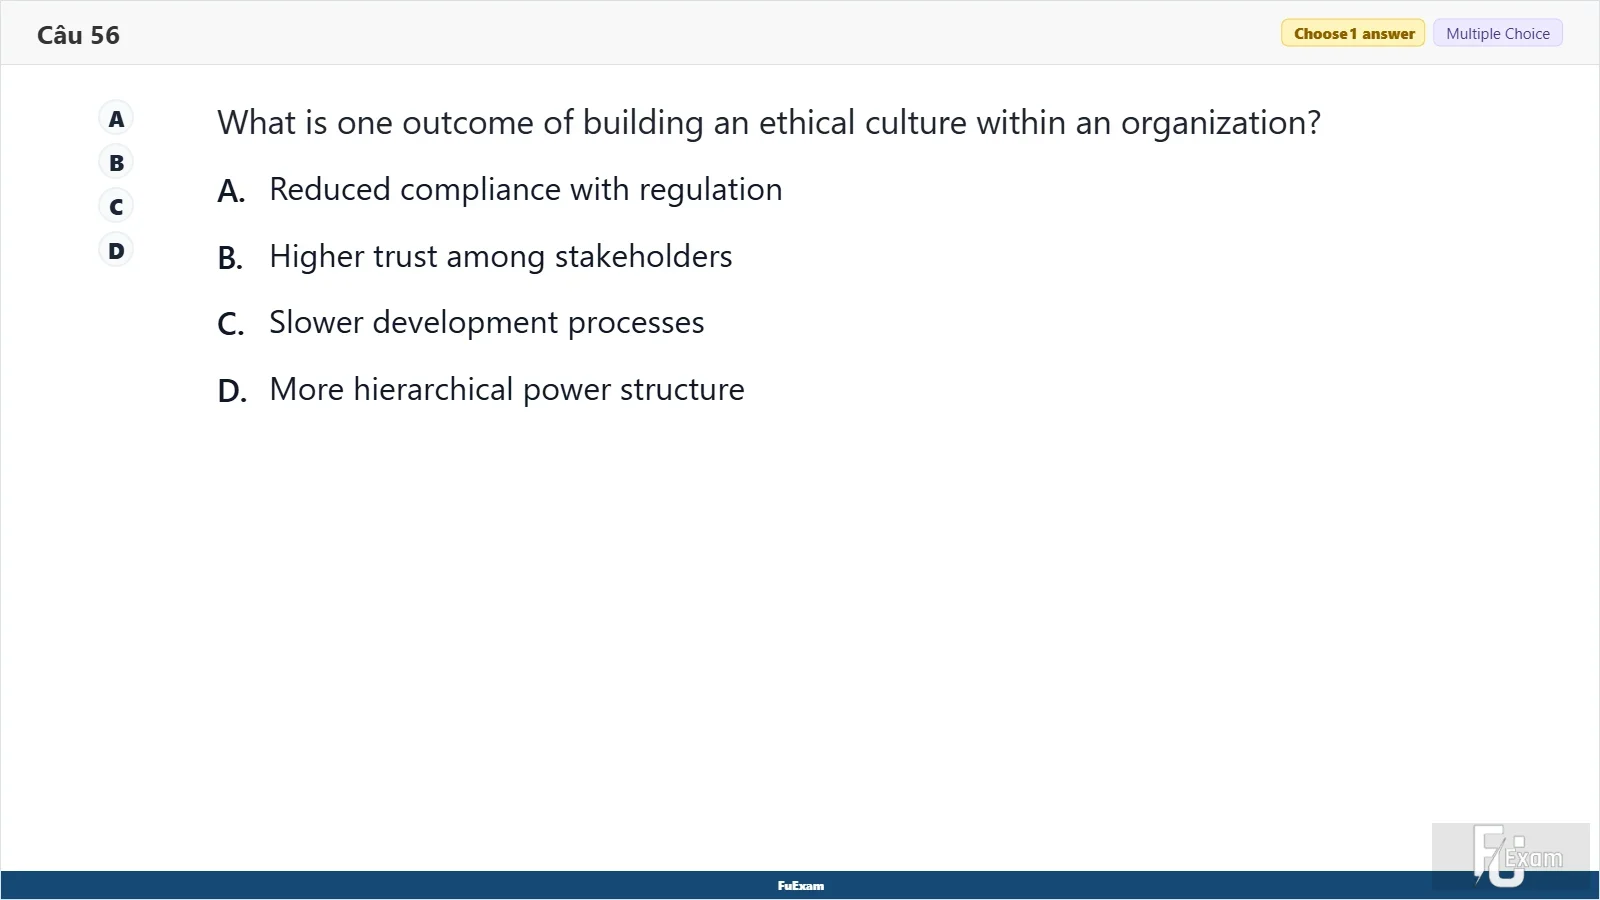 Câu 56
Choose 1 answer
Multiple Choice
A
B
C
D
What is one outcome of building an ethical culture within an organization?
A. Reduced compliance with regulation
B. Higher trust among stakeholders
C. Slower development processes
D. More hierarchical power structure
FU Exam
FuExam